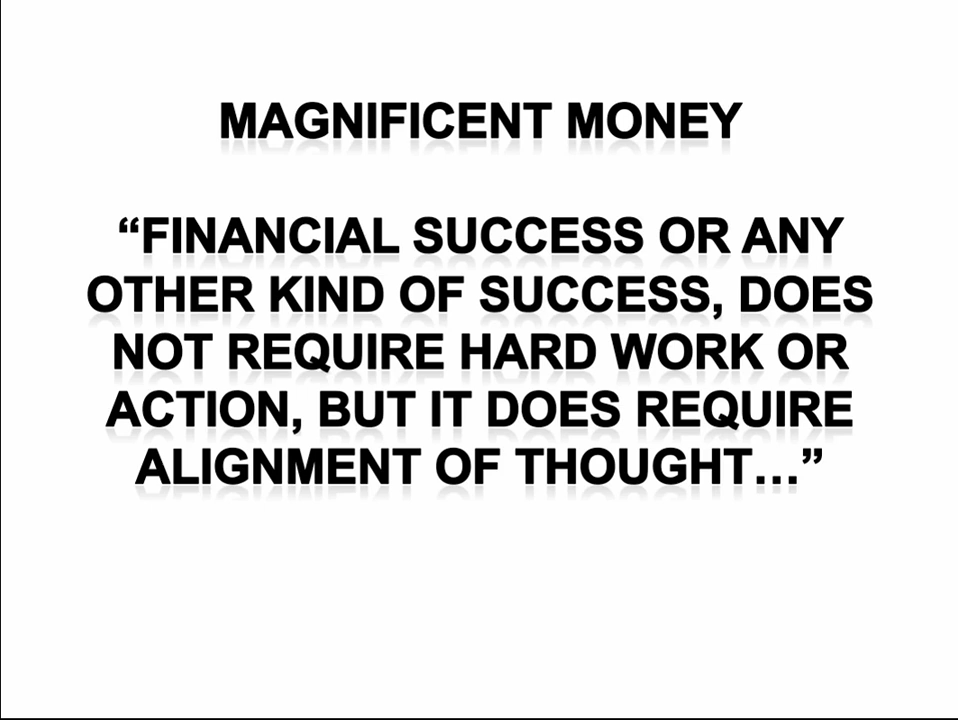 MAGNIFICENT MONEY
“FINANCIAL SUCCESS OR ANY
OTHER KIND OF SUCCESS, DOES
NOT REQUIRE HARD WORK OR
ACTION, BUT IT DOES REQUIRE
ALIGNMENT OF THOUGHT…”